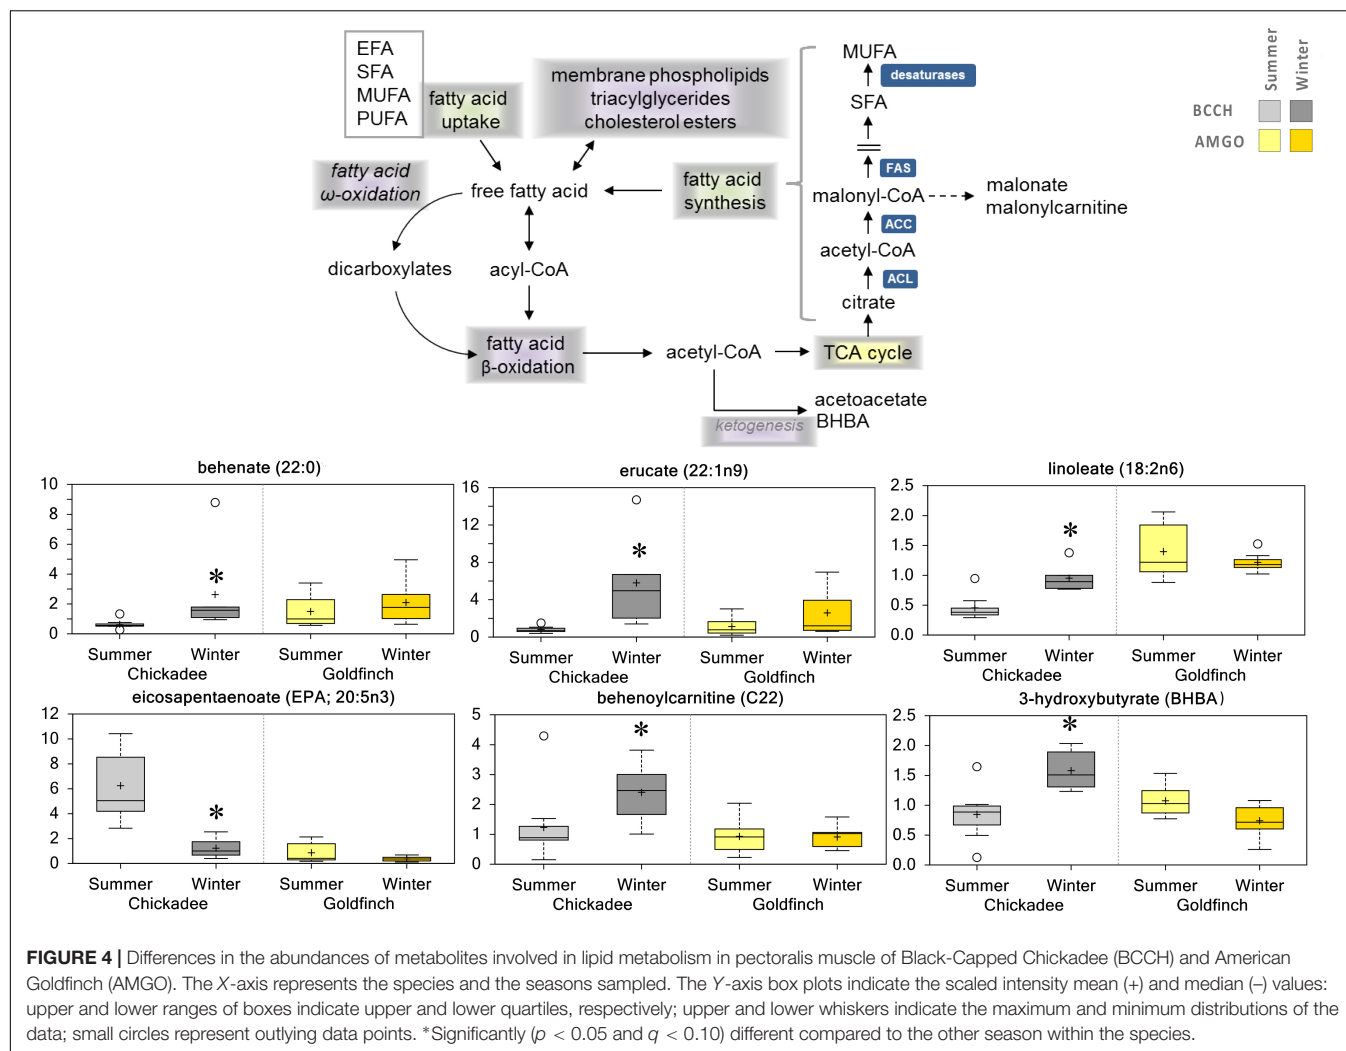 EFA
SFA
MUFA
PUFA
fatty acid
uptake
membrane phospholipids
triacylglycerides
cholesterol esters
MUFA
desaturases
SFA
FAS
malonyl-CoA
malonate
malonylcarnitine
ACC
acetyl-CoA
ACL
citrate
Summer
Winter
BCCH
AMGO
fatty acid
ω-oxidation
free fatty acid
fatty acid
synthesis
dicarboxylates
acyl-CoA
fatty acid
β-oxidation
acetyl-CoA
TCA cycle
acetoacetate
BHBA
ketogenesis
behenate (22:0)
10
8
6
4
2
0
*
Summer Winter Summer Winter
Chickadee Goldfinch
erucate (22:1n9)
16
12
8
4
0
*
Summer Winter Summer Winter
Chickadee Goldfinch
linoleate (18:2n6)
2.5
2.0
1.5
1.0
0.5
0.0
*
Summer Winter Summer Winter
Chickadee Goldfinch
eicosapentaenoate (EPA; 20:5n3)
12
10
8
6
4
2
0
*
Summer Winter Summer Winter
Chickadee Goldfinch
behenoylcarnitine (C22)
5
4
3
2
1
0
*
Summer Winter Summer Winter
Chickadee Goldfinch
3-hydroxybutyrate (BHBA)
2.5
2.0
1.5
1.0
0.5
0.0
*
Summer Winter Summer Winter
Chickadee Goldfinch
FIGURE 4 | Differences in the abundances of metabolites involved in lipid metabolism in pectoralis muscle of Black-Capped Chickadee (BCCH) and American
Goldfinch (AMGO). The X-axis represents the species and the seasons sampled. The Y-axis box plots indicate the scaled intensity mean (+) and median (–) values:
upper and lower ranges of boxes indicate upper and lower quartiles, respectively; upper and lower whiskers indicate the maximum and minimum distributions of the
data; small circles represent outlying data points. *Significantly (p < 0.05 and q < 0.10) different compared to the other season within the species.